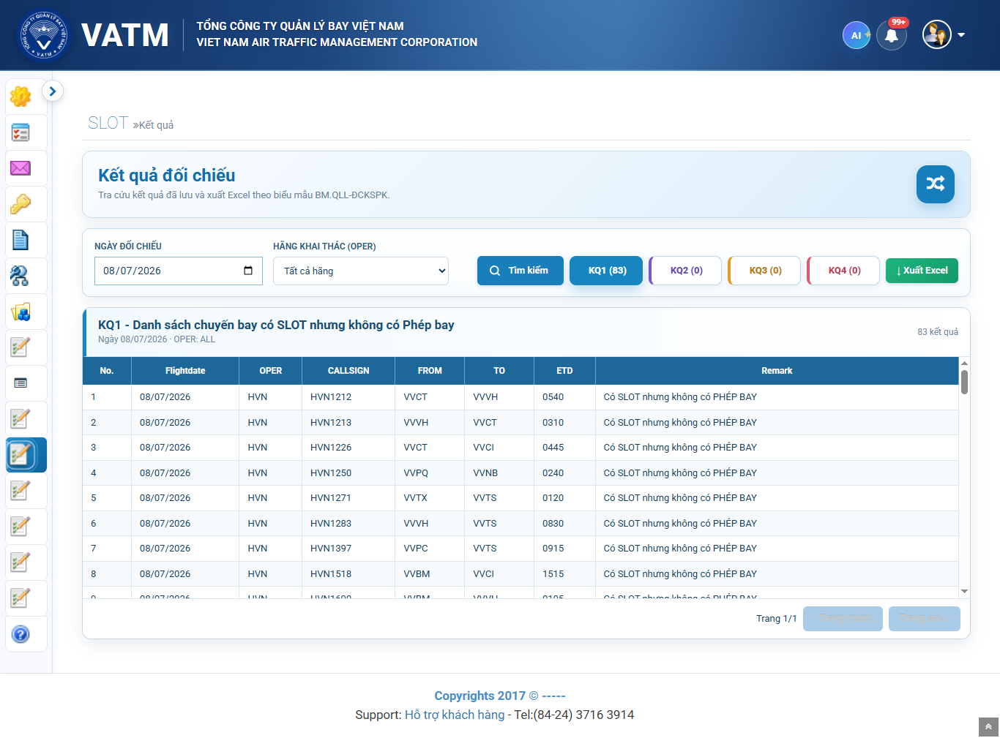 TỔNG CÔNG TY QUẢN LÝ BAY VIỆT NAM
VATM
VATM
TỔNG CÔNG TY QUẢN LÝ BAY VIỆT NAM
VIET NAM AIR TRAFFIC MANAGEMENT CORPORATION
AI
99+
SLOT »Kết quả
Kết quả đối chiếu
Tra cứu kết quả đã lưu và xuất Excel theo biểu mẫu BM.QLL-ĐCKSPK.
NGÀY ĐỐI CHIẾU
HÃNG KHAI THÁC (OPER)
08/07/2026
Tất cả hãng
Tìm kiếm
KQ1 (83)
KQ2 (0)
KQ3 (0)
KQ4 (0)
↓ Xuất Excel
KQ1 - Danh sách chuyến bay có SLOT nhưng không có Phép bay
Ngày 08/07/2026 · OPER: ALL
83 kết quả
No. Flightdate OPER CALLSIGN FROM TO ETD Remark
1 08/07/2026 HVN HVN1212 VVCT VVVH 0540 Có SLOT nhưng không có PHÉP BAY
2 08/07/2026 HVN HVN1213 VVVH VVCT 0310 Có SLOT nhưng không có PHÉP BAY
3 08/07/2026 HVN HVN1226 VVCT VVCI 0445 Có SLOT nhưng không có PHÉP BAY
4 08/07/2026 HVN HVN1250 VVPQ VVNB 0240 Có SLOT nhưng không có PHÉP BAY
5 08/07/2026 HVN HVN1271 VVTX VVTS 0120 Có SLOT nhưng không có PHÉP BAY
6 08/07/2026 HVN HVN1283 VVVH VVTS 0830 Có SLOT nhưng không có PHÉP BAY
7 08/07/2026 HVN HVN1397 VVPC VVTS 0915 Có SLOT nhưng không có PHÉP BAY
8 08/07/2026 HVN HVN1518 VVBM VVCI 1515 Có SLOT nhưng không có PHÉP BAY
Trang 1/1
Trang trước
Trang sau
Copyrights 2017 © -----
Support: Hỗ trợ khách hàng - Tel:(84-24) 3716 3914